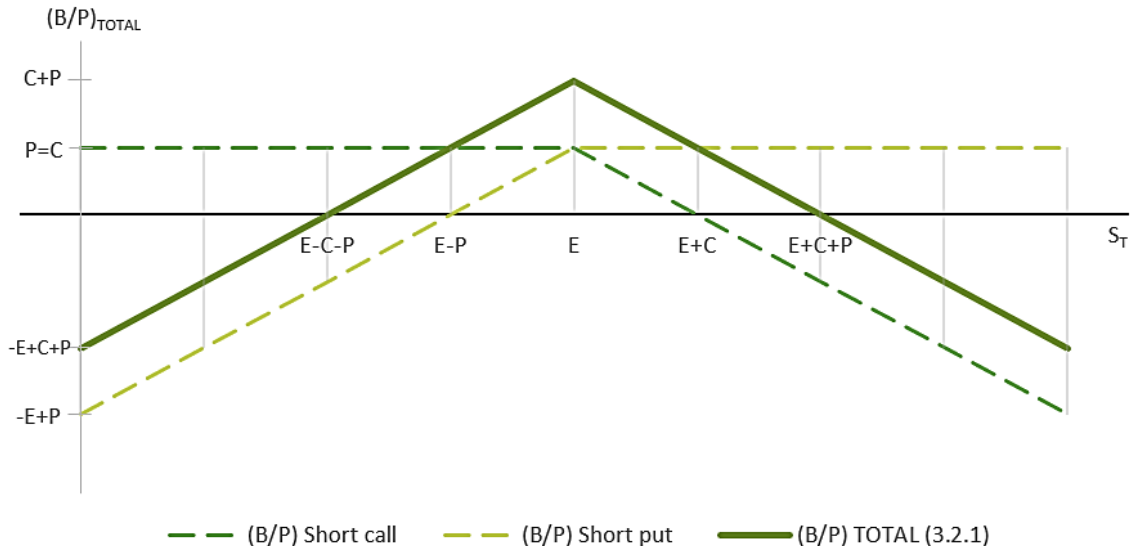 (B/P)TOTAL
C+P
P=C
E-C-P
E-P
E
E+C
E+C+P
ST
-E+C+P
-E+P
(B/P) Short call
(B/P) Short put
(B/P) TOTAL (3.2.1)